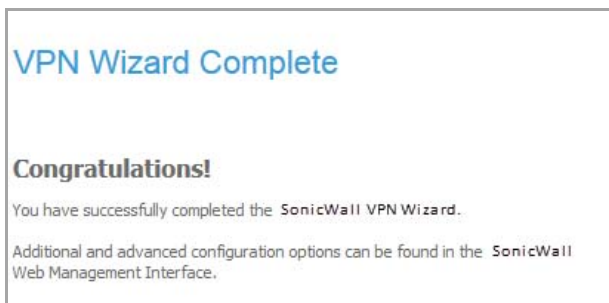 VPN Wizard Complete
Congratulations!
You have successfully completed the SonicWall VPN Wizard.
Additional and advanced configuration options can be found in the SonicWall
Web Management Interface.